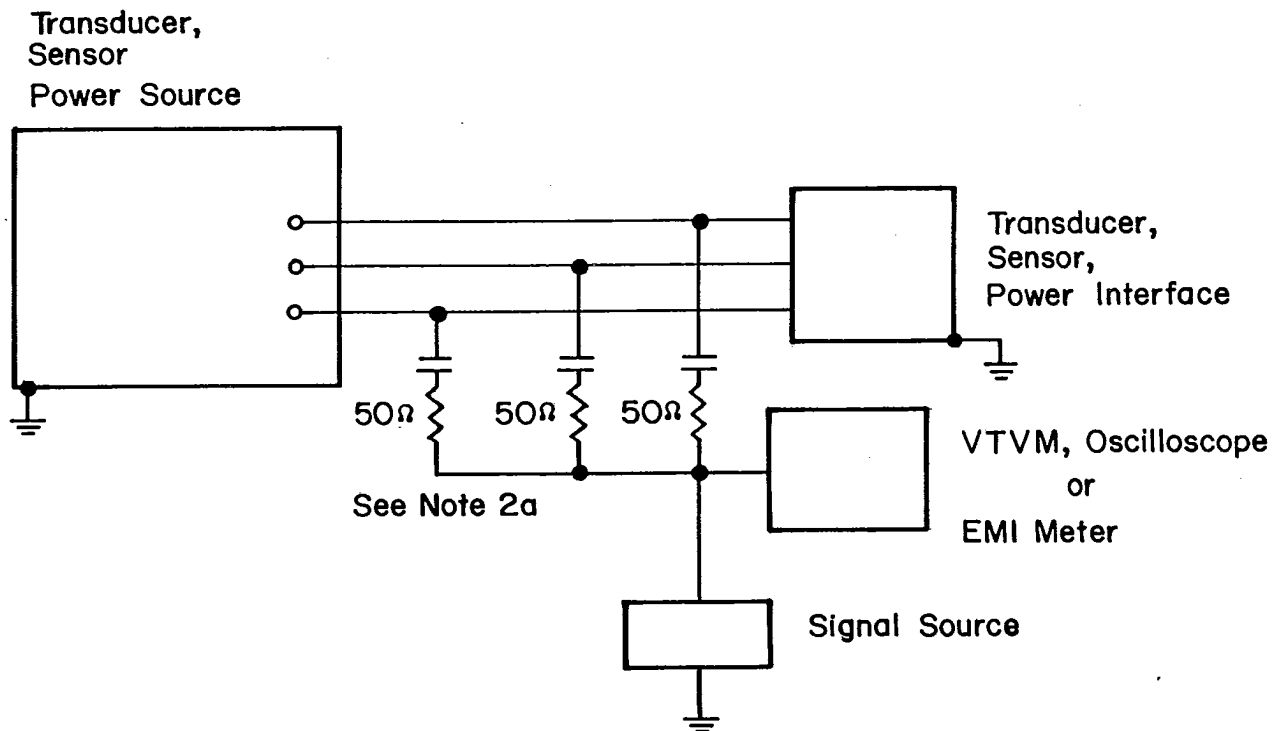 Transducer,
Sensor
Power Source
Transducer,
Sensor,
Power Interface
50Ω
50Ω
50Ω
See Note 2a
VTVM, Oscilloscope
or
EMI Meter
Signal Source